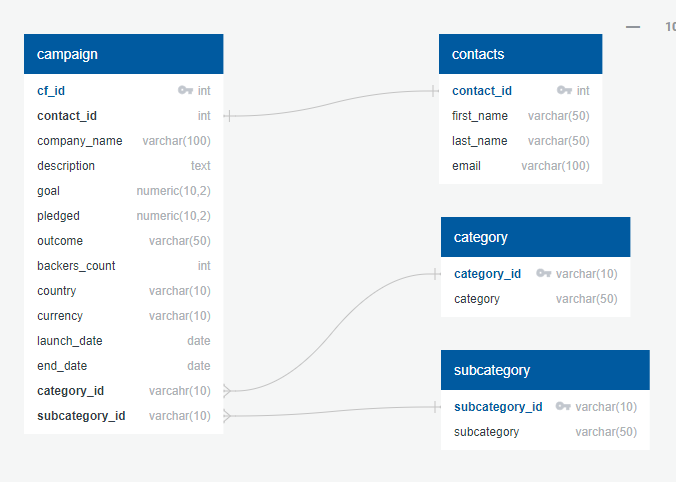 10
campaign
cf_id int
contact_id int
company_name varchar(100)
description text
goal numeric(10,2)
pledged numeric(10,2)
outcome varchar(50)
backers_count int
country varchar(10)
currency varchar(10)
launch_date date
end_date date
category_id varcahr(10)
subcategory_id varchar(10)
contacts
contact_id int
first_name varchar(50)
last_name varchar(50)
email varchar(100)
category
category_id varchar(10)
category varchar(50)
subcategory
subcategory_id varchar(10)
subcategory varchar(50)